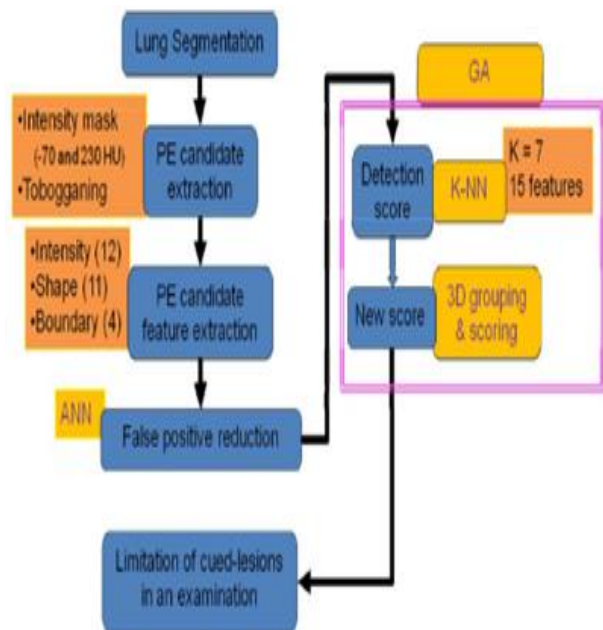 Lung Segmentation
•Intensity mask
(-70 and 230 HU)
•Tobogganing
PE candidate
extraction
•Intensity (12)
•Shape (11)
•Boundary (4)
PE candidate
feature extraction
ANN
False positive reduction
GA
Detection
score
K-NN
K = 7
15 features
New score
3D grouping
& scoring
Limitation of cued-lesions
in an examination